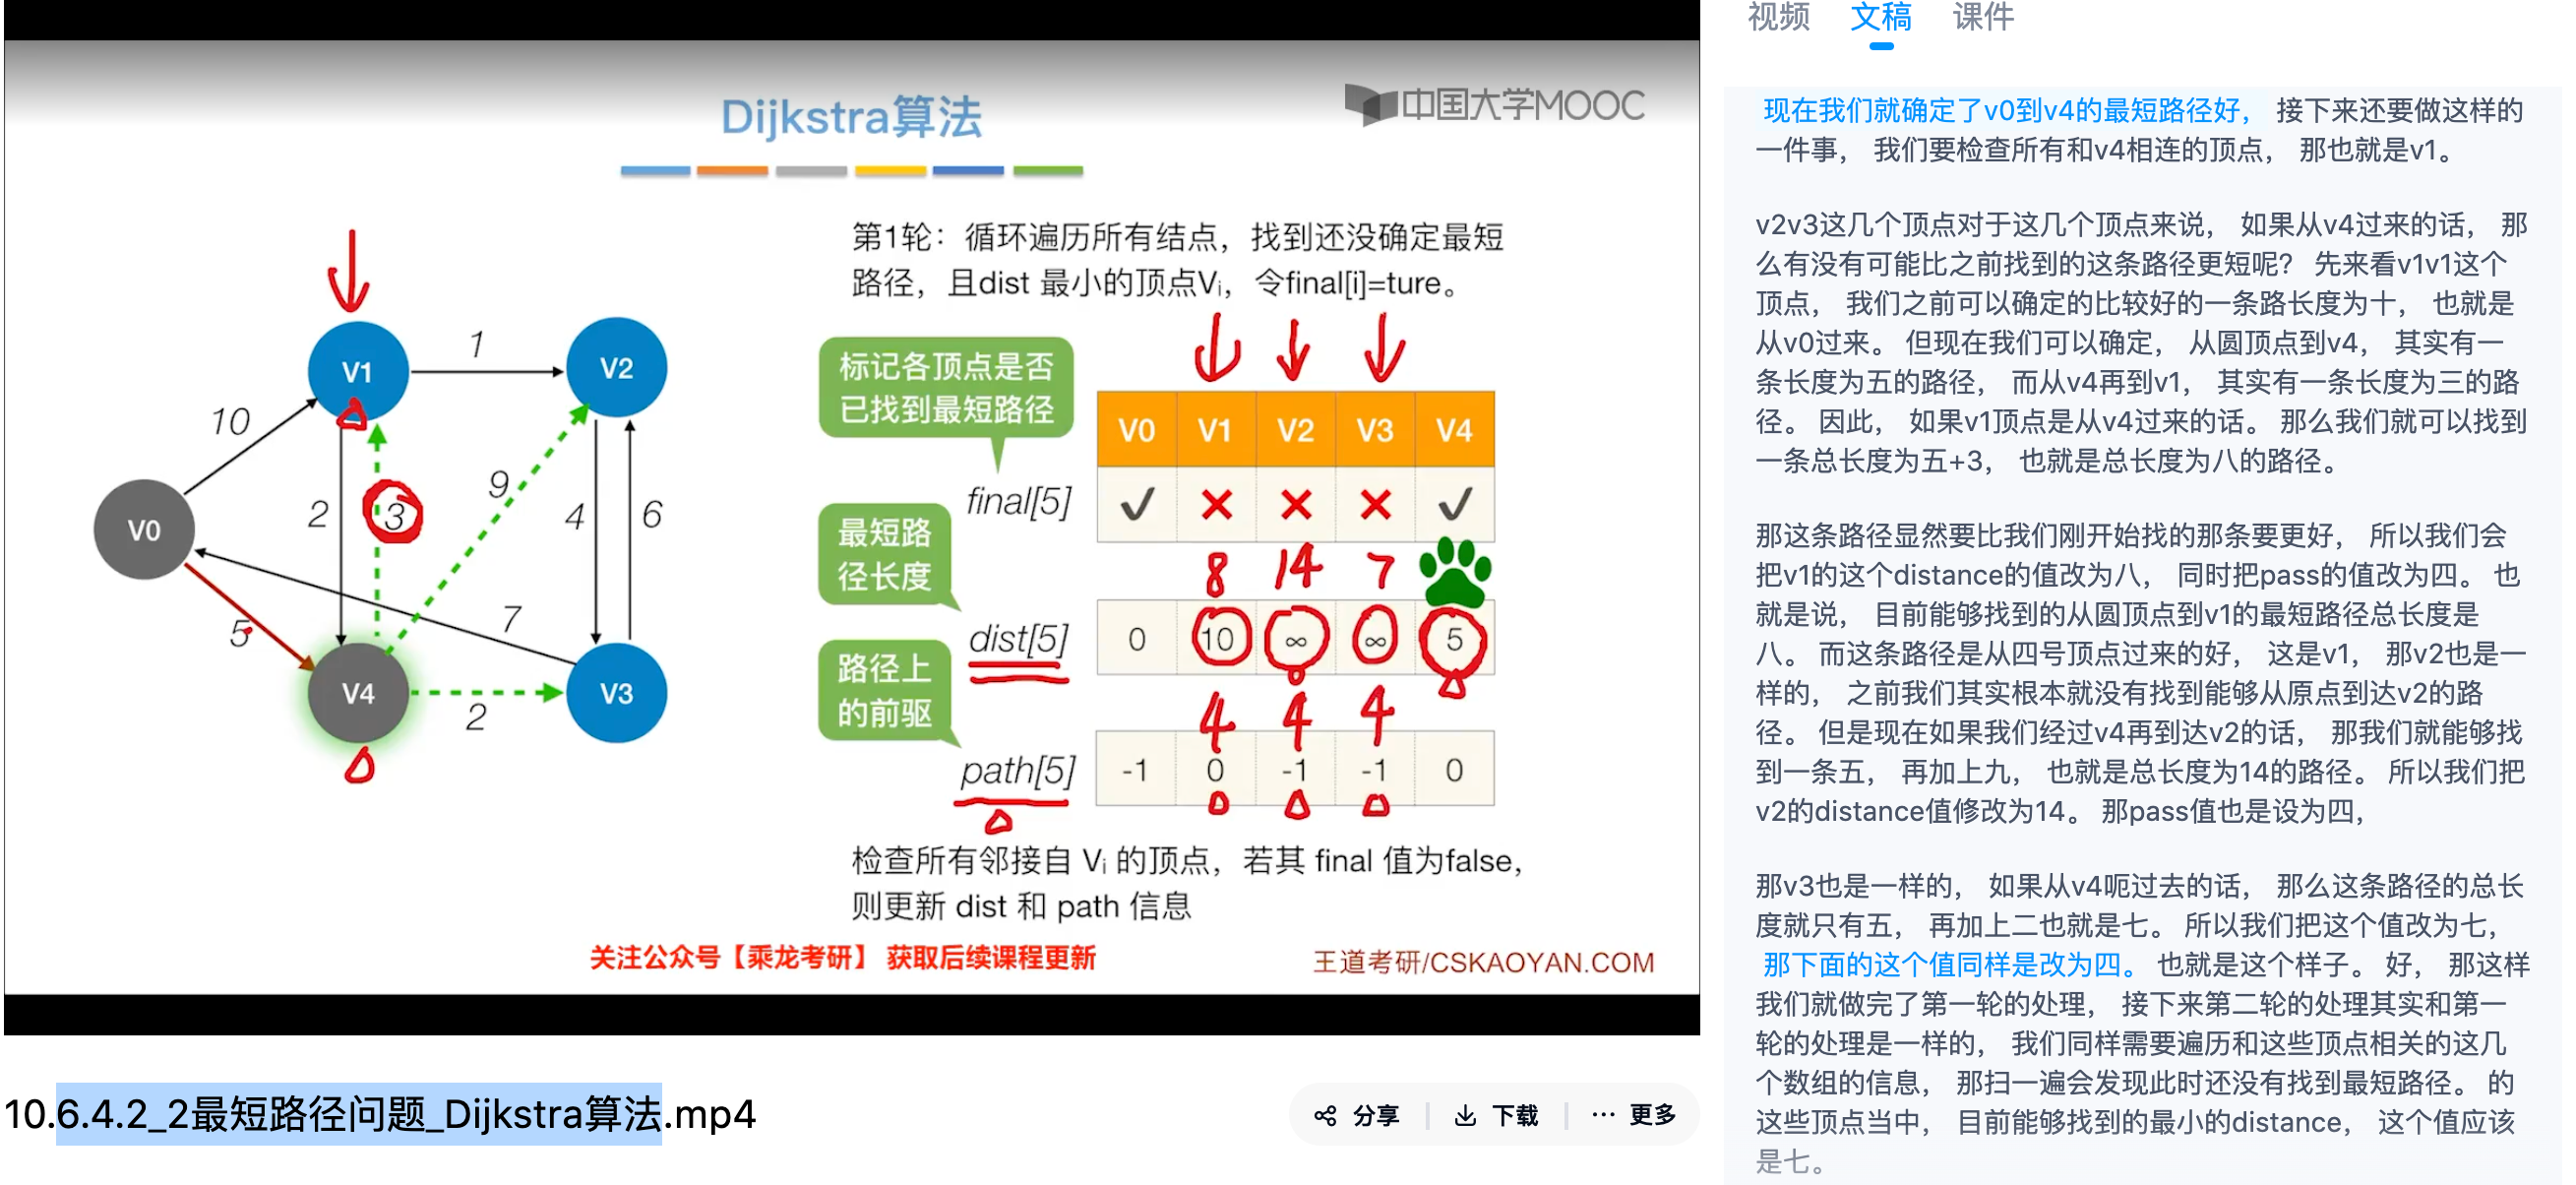 Dijkstra算法
中国大学MOOC
第1轮：循环遍历所有结点，找到还没确定最短
路径，且dist 最小的顶点Vi，令final[i]=ture。
标记各顶点是否
已找到最短路径
V0 V1 V2 V3 V4
final[5] ✓ × × × ✓
8 14 7
最短路
径长度
dist[5] 0 10 ∞ ∞ 5
4 4 4
路径上
的前驱
path[5] -1 0 -1 -1 0
检查所有邻接自 Vi 的顶点，若其 final 值为false，
则更新 dist 和 path 信息
V1
1
V2
10
2
3
9
4
6
V0
5
7
V4
2
V3
关注公众号【乘龙考研】 获取后续课程更新
王道考研/CSKAOYAN.COM
10.6.4.2_2最短路径问题_Dijkstra算法.mp4
分享
下载
更多
视频 文稿 课件
现在我们就确定了v0到v4的最短路径好， 接下来还要做这样的
一件事， 我们要检查所有和v4相连的顶点， 那也就是v1。
v2v3这几个顶点对于这几个顶点来说， 如果从v4过来的话， 那
么有没有可能比之前找到的这条路径更短呢？ 先来看v1v1这个
顶点， 我们之前可以确定的比较好的一条路长度为十， 也就是
从v0过来。 但现在我们可以确定， 从圆顶点到v4， 其实有一
条长度为五的路径， 而从v4再到v1， 其实有一条长度为三的路
径。 因此， 如果v1顶点是从v4过来的话。 那么我们就可以找到
一条总长度为五+3， 也就是总长度为八的路径。
那这条路径显然要比我们刚开始找的那条要更好， 所以我们会
把v1的这个distance的值改为八， 同时把pass的值改为四。 也
就是说， 目前能够找到的从圆顶点到v1的最短路径总长度是
八。 而这条路径是从四号顶点过来的好， 这是v1， 那v2也是一
样的， 之前我们其实根本就没有找到能够从原点到达v2的路
径。 但是现在如果我们经过v4再到达v2的话， 那我们就能够找
到一条五， 再加上九， 也就是总长度为14的路径。 所以我们把
v2的distance值修改为14。 那pass值也是设为四，
那v3也是一样的， 如果从v4呃过去的话， 那么这条路径的总长
度就只有五， 再加上二也就是七。 所以我们把这个值改为七，
那下面的这个值同样是改为四。 也就是这个样子。 好， 那这样
我们就做完了第一轮的处理， 接下来第二轮的处理其实和第一
轮的处理是一样的， 我们同样需要遍历和这些顶点相关的这几
个数组的信息， 那扫一遍会发现此时还没有找到最短路径。 的
这些顶点当中， 目前能够找到的最小的distance， 这个值应该
是七。